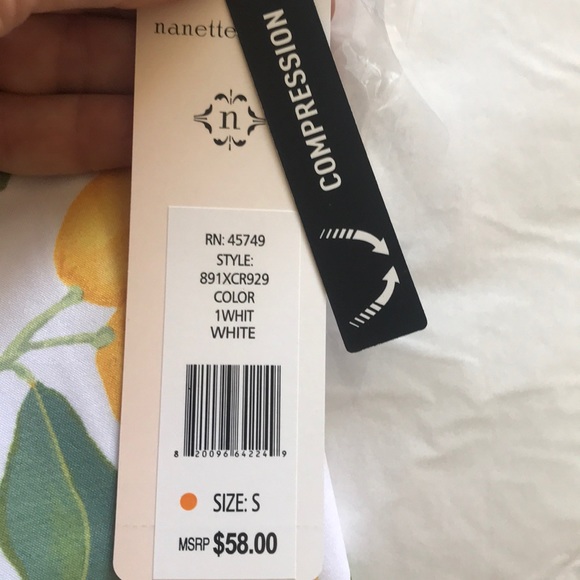 nanette
n
COMPRESSION
RN: 45749
STYLE:
891XCR929
COLOR
1WHIT
WHITE
8 20096 64224 9
SIZE: S
MSRP $58.00